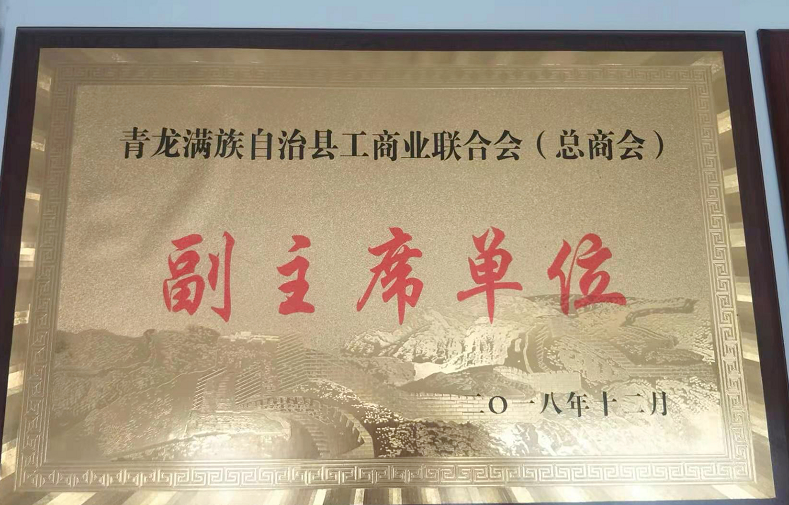 青龙满族自治县工商业联合会（总商会）
副主席单位
二〇一八年十二月